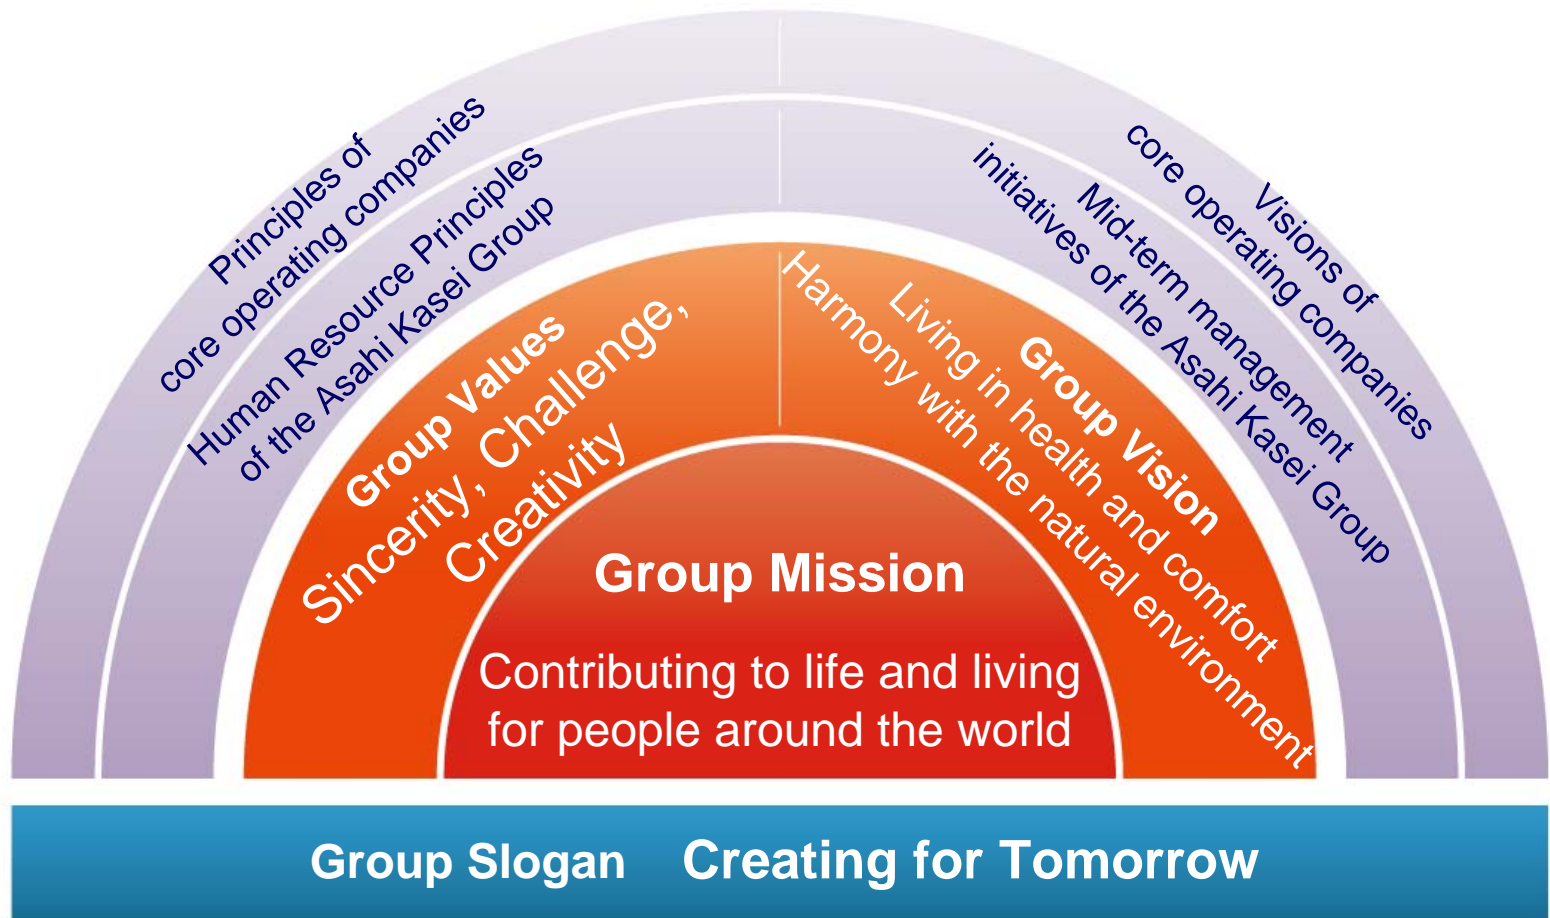 Principles of
core operating companies
Human Resource Principles
of the Asahi Kasei Group
Visions of
core operating companies
Mid-term management
initiatives of the Asahi Kasei Group
Group Values
Sincerity, Challenge,
Creativity
Group Vision
Living in health and comfort
Harmony with the natural environment
Group Mission
Contributing to life and living
for people around the world
Group Slogan Creating for Tomorrow